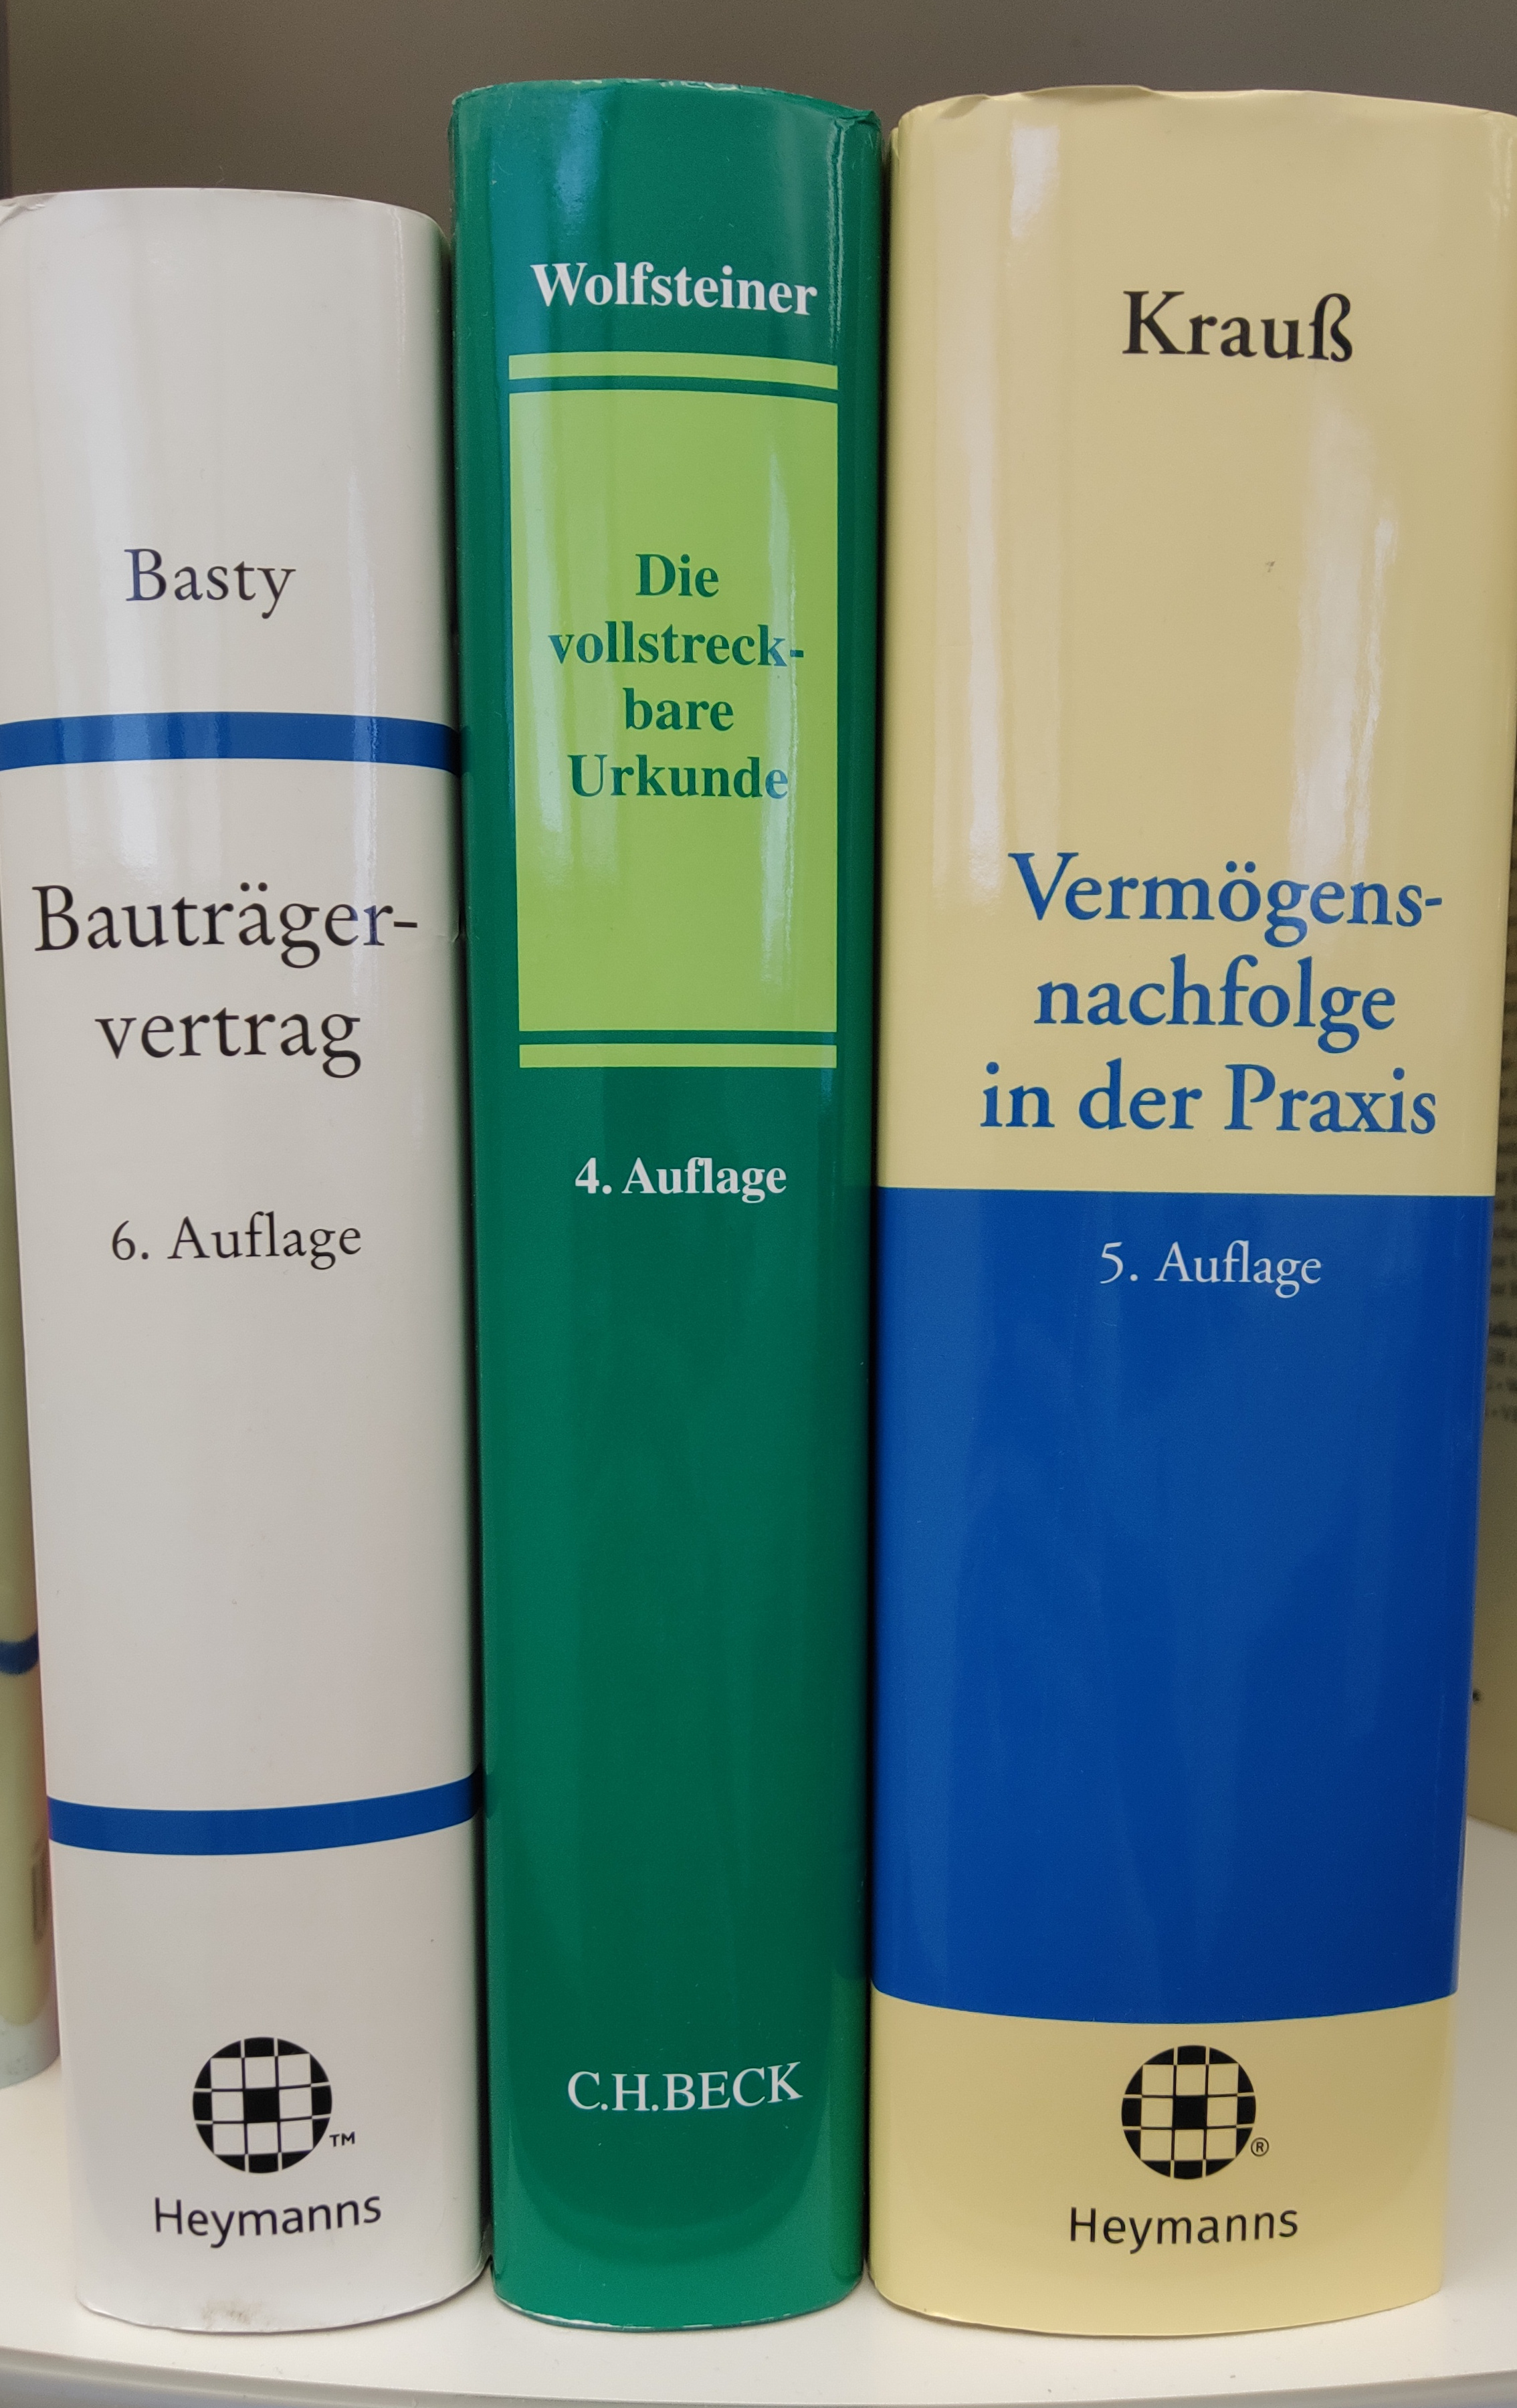 Basty
Bauträger-
vertrag
6. Auflage
TM
Heymanns
Wolfsteiner
Die
vollstreck-
bare
Urkunde
4. Auflage
C.H.BECK
Krauß
Vermögens-
nachfolge
in der Praxis
5. Auflage
®
Heymanns